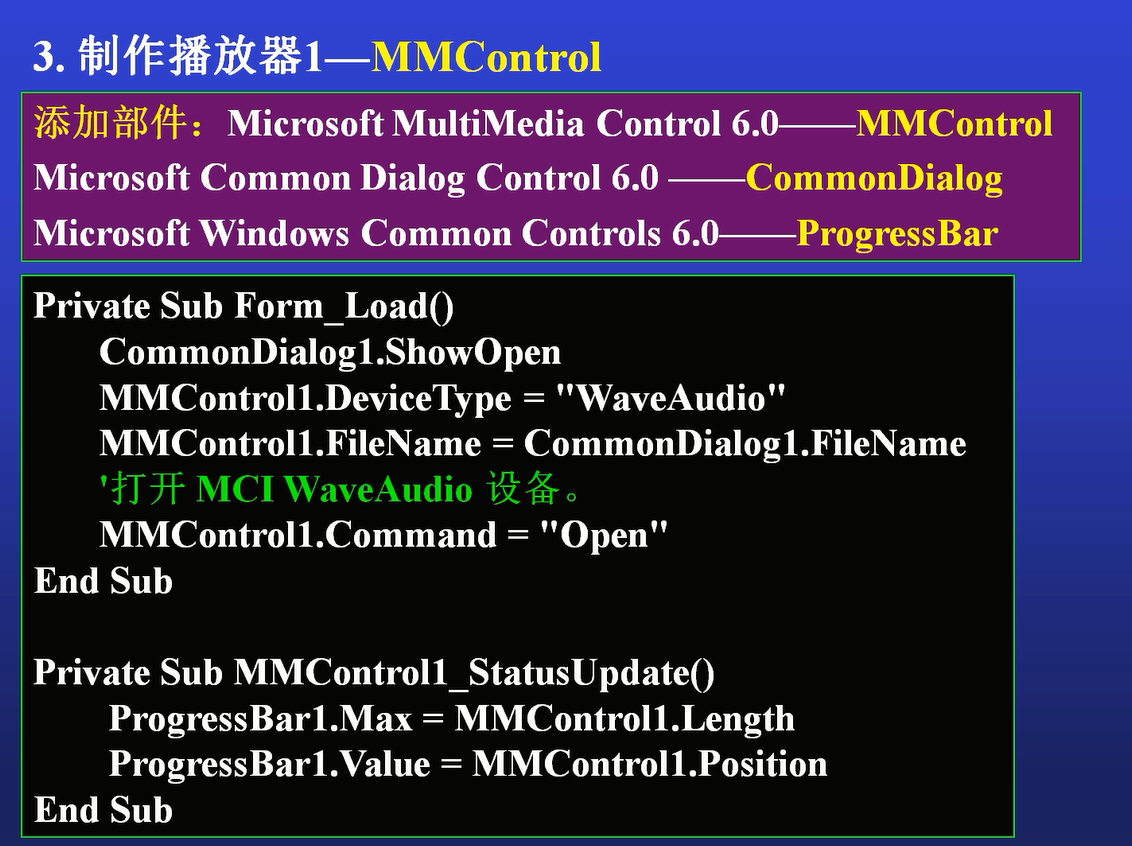 3. 制作播放器1—MMControl
添加部件：Microsoft MultiMedia Control 6.0——MMControl
Microsoft Common Dialog Control 6.0 ——CommonDialog
Microsoft Windows Common Controls 6.0——ProgressBar
Private Sub Form_Load()
CommonDialog1.ShowOpen
MMControl1.DeviceType = "WaveAudio"
MMControl1.FileName = CommonDialog1.FileName
'打开 MCI WaveAudio 设备。
MMControl1.Command = "Open"
End Sub
Private Sub MMControl1_StatusUpdate()
ProgressBar1.Max = MMControl1.Length
ProgressBar1.Value = MMControl1.Position
End Sub